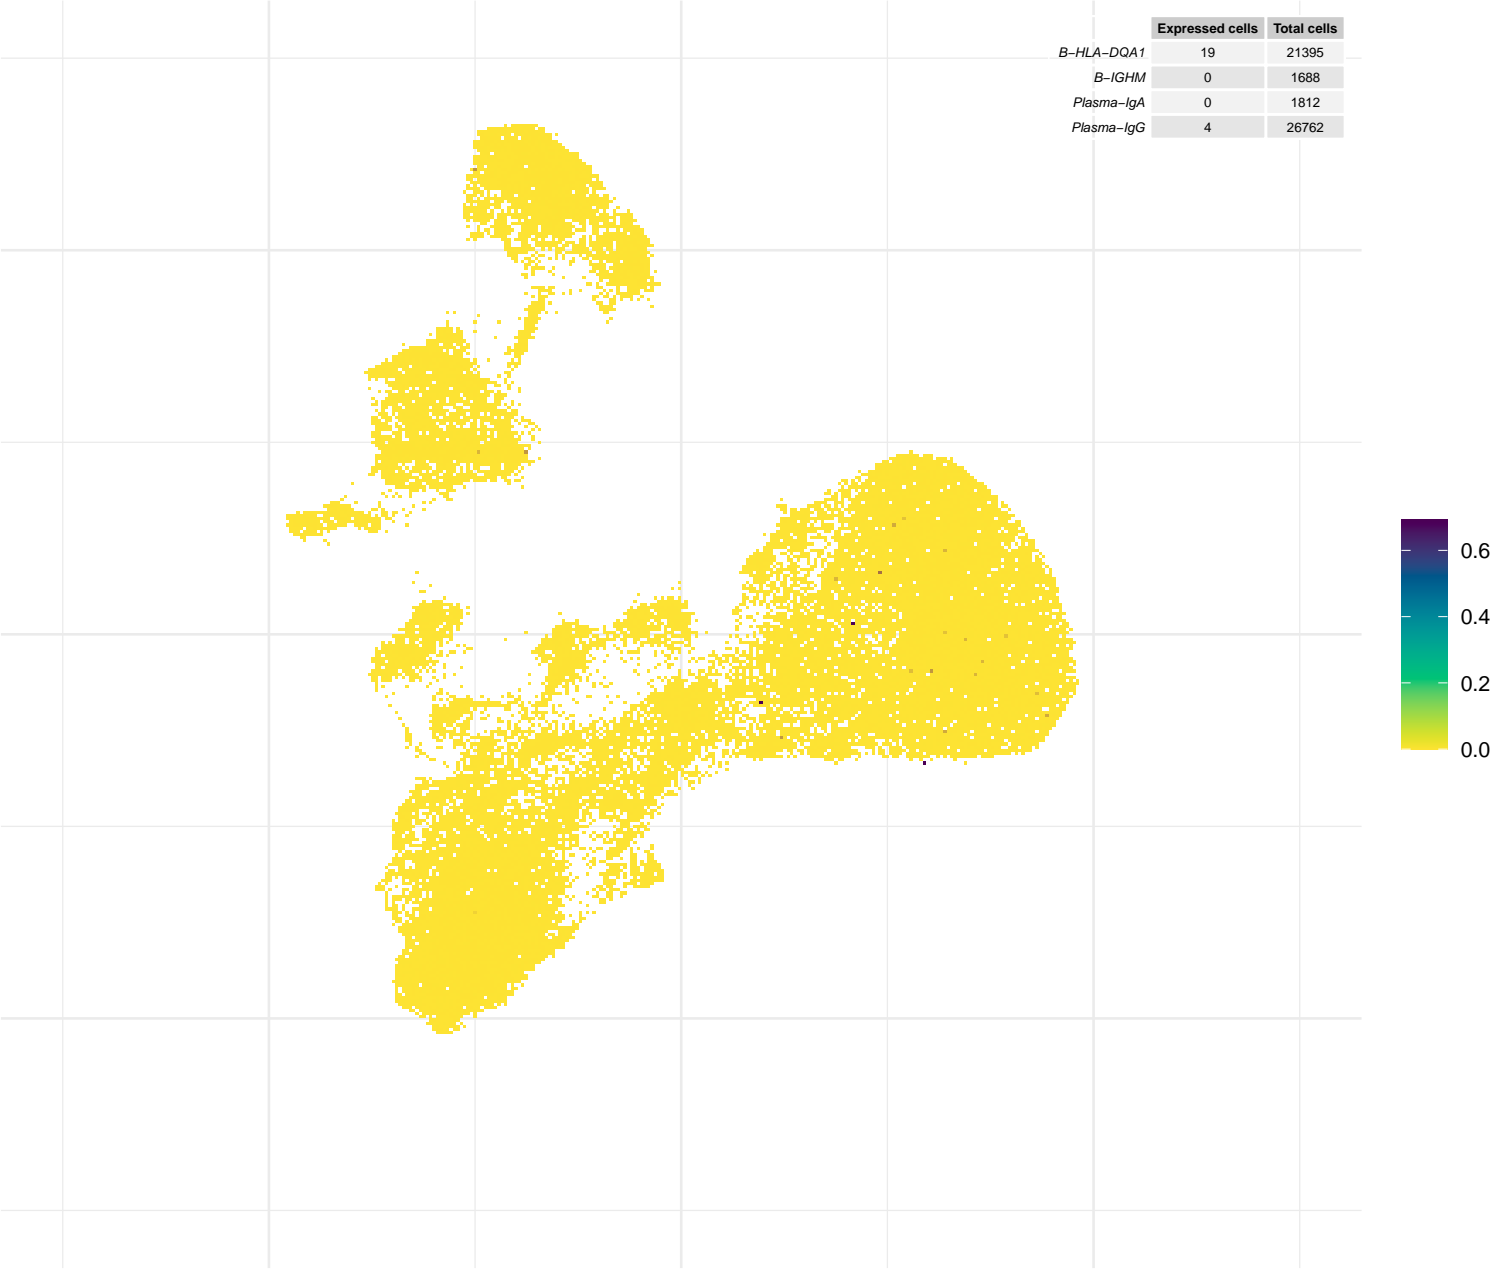 Expressed cells Total cells
B−HLA−DQA1 19 21395
B−IGHM 0 1688
Plasma−IgA 0 1812
Plasma−IgG 4 26762
0.6
0.4
0.2
0.0